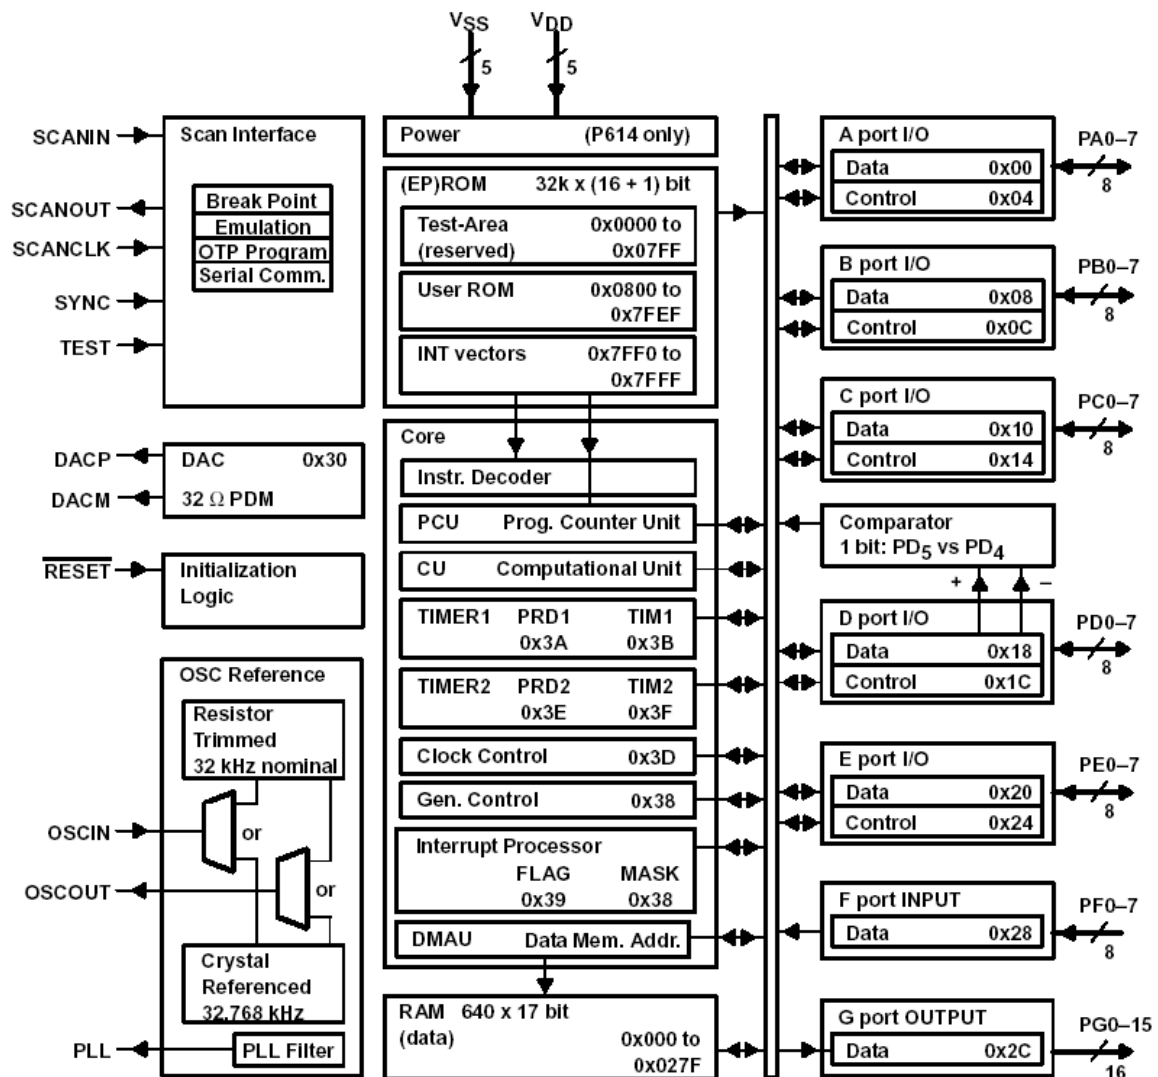 VSS
VDD
5
5
SCANIN
SCANOUT
SCANCLK
SYNC
TEST
Scan Interface
Break Point
Emulation
OTP Program
Serial Comm.
DACP
DACM
DAC 0x30
32 Ω PDM
RESET
Initialization
Logic
OSC Reference
Resistor
Trimmed
32 kHz nominal
OSCIN
or
OSCOUT
or
Crystal
Referenced
32.768 kHz
PLL
PLL Filter
Power (P614 only)
(EP)ROM 32k x (16 + 1) bit
Test-Area 0x0000 to
(reserved) 0x07FF
User ROM 0x0800 to
0x7FEF
INT vectors 0x7FF0 to
0x7FFF
Core
Instr. Decoder
PCU Prog. Counter Unit
CU Computational Unit
TIMER1 PRD1 TIM1
0x3A 0x3B
TIMER2 PRD2 TIM2
0x3E 0x3F
Clock Control 0x3D
Gen. Control 0x38
Interrupt Processor
FLAG MASK
0x39 0x38
DMAU Data Mem. Addr.
RAM 640 x 17 bit
(data) 0x000 to
0x027F
A port I/O
Data 0x00
Control 0x04
PA0–7
8
B port I/O
Data 0x08
Control 0x0C
PB0–7
8
C port I/O
Data 0x10
Control 0x14
PC0–7
8
Comparator
1 bit: PD5 vs PD4
+ –
D port I/O
Data 0x18
Control 0x1C
PD0–7
8
E port I/O
Data 0x20
Control 0x24
PE0–7
8
F port INPUT
Data 0x28
PF0–7
8
G port OUTPUT
Data 0x2C
PG0–15
16